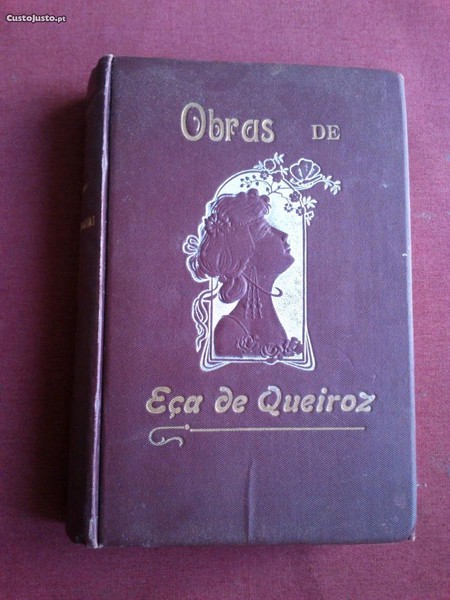 CustoJusto.pt
Obras DE
Eça de Queiroz